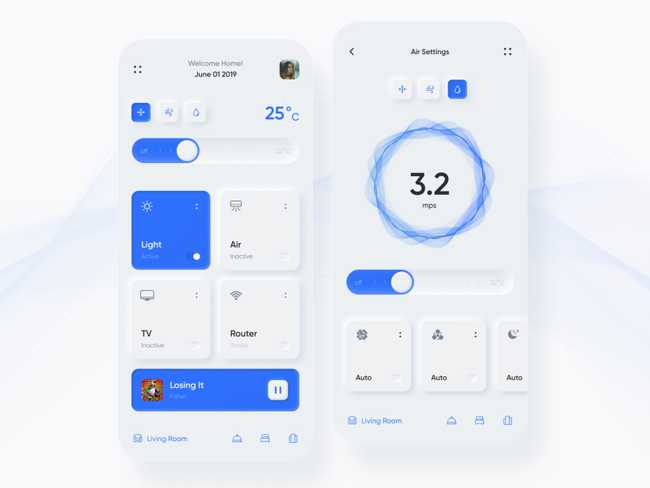 Welcome Home!
June 01 2019
25°C
off
Light
Active
Air
Inactive
TV
Inactive
Router
Losing It
Fisher
Living Room
Air Settings
3.2
mps
off
Auto
Auto
Auto
Living Room